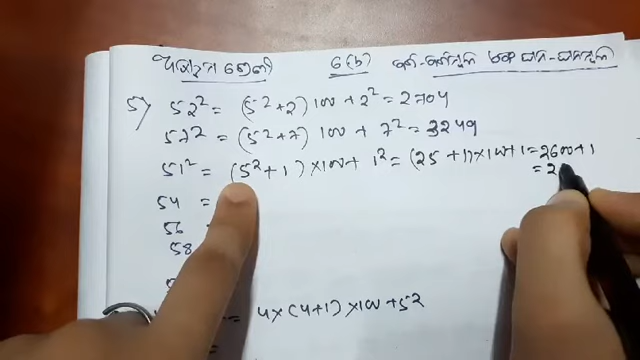 ଅଷ୍ଟମ ଶ୍ରେଣୀ 6(b) ବର୍ଗ-ବର୍ଗମୂଳ ଏବଂ ଘନ-ଘନମୂଳ
5) 52² = (5²+2) 100 + 2² = 2704
57² = (5²+7) 100 + 7² = 3249
51² = (5²+1) ×100 + 1² = (25+1)×100+1 = 2600+1
= 2
54 =
56
58
= 4×(4+1) ×100 +5²